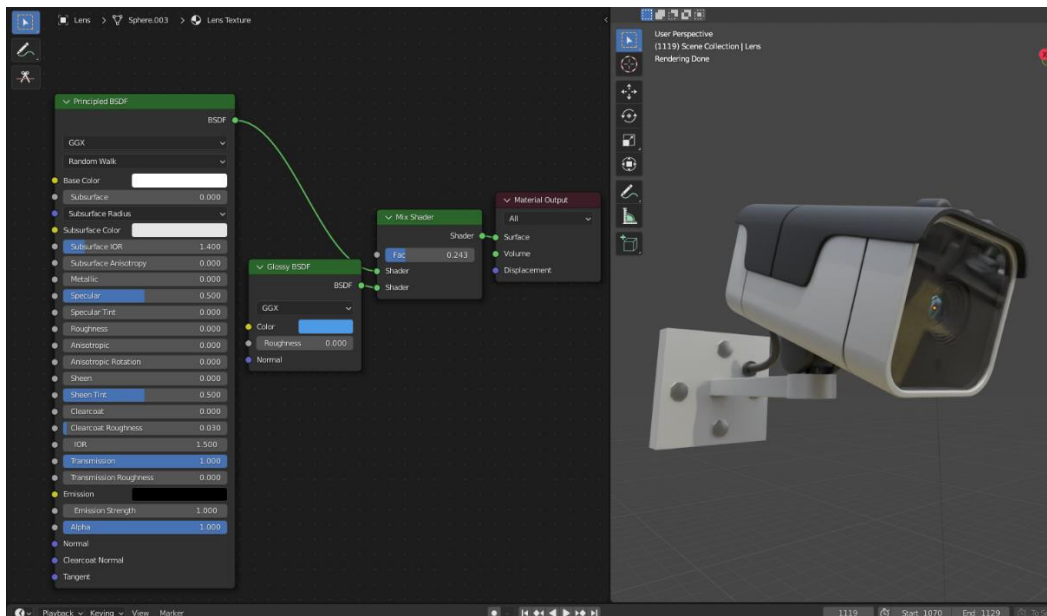 Lens > Sphere.003 > Lens Texture
Principled BSDF
BSDF
GGX
Random Walk
Base Color
Subsurface 0.000
Subsurface Radius
Subsurface Color
Subsurface IOR 1.400
Subsurface Anisotropy 0.000
Metallic 0.000
Specular 0.500
Specular Tint 0.000
Roughness 0.000
Anisotropic 0.000
Anisotropic Rotation 0.000
Sheen 0.000
Sheen Tint 0.500
Clearcoat 0.000
Clearcoat Roughness 0.030
IOR 1.500
Transmission 1.000
Transmission Roughness 0.000
Emission
Emission Strength 1.000
Alpha 1.000
Normal
Clearcoat Normal
Tangent
Glossy BSDF
BSDF
GGX
Color
Roughness 0.000
Normal
Mix Shader
Shader
Fac 0.243
Shader
Shader
Material Output
All
Surface
Volume
Displacement
User Perspective
(1119) Scene Collection | Lens
Rendering Done
Playback Keying View Marker
1119 Start 1070 End 1129